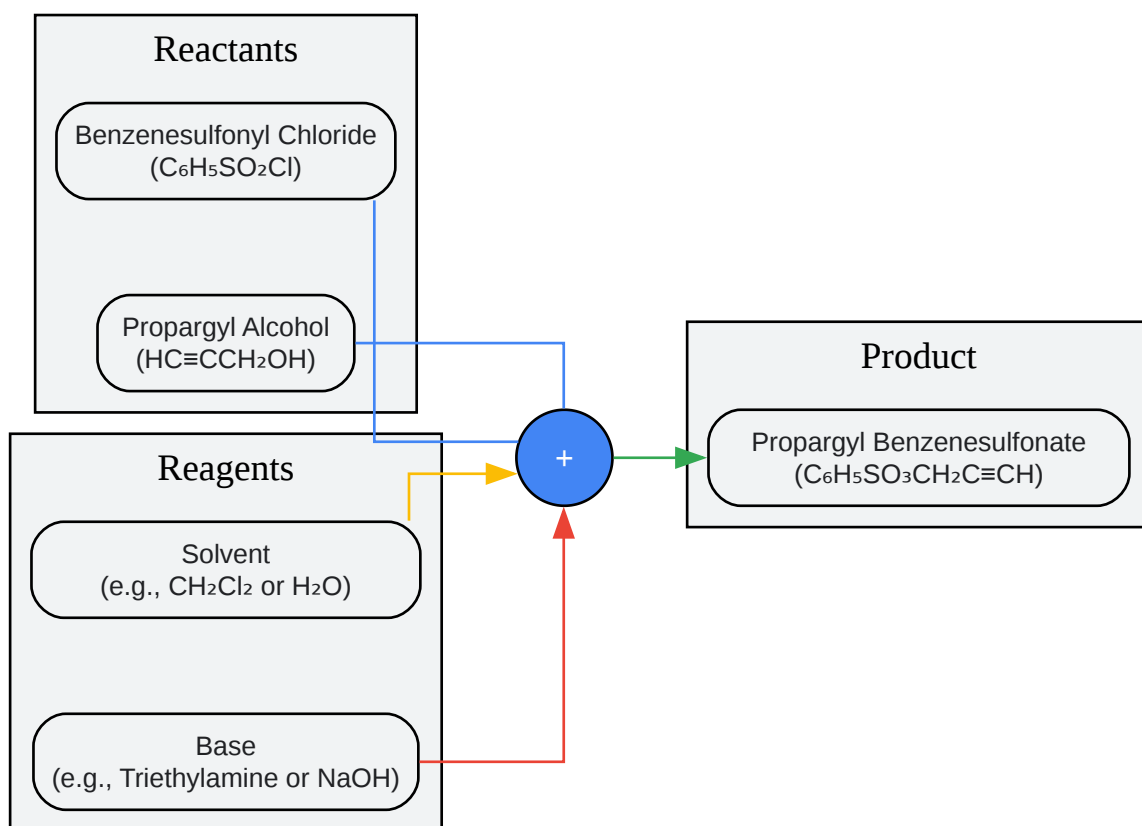 Reactants
Benzenesulfonyl Chloride
(C₆H₅SO₂Cl)
Propargyl Alcohol
(HC≡CCH₂OH)
Reagents
Solvent
(e.g., CH₂Cl₂ or H₂O)
Base
(e.g., Triethylamine or NaOH)
+
Product
Propargyl Benzenesulfonate
(C₆H₅SO₃CH₂C≡CH)